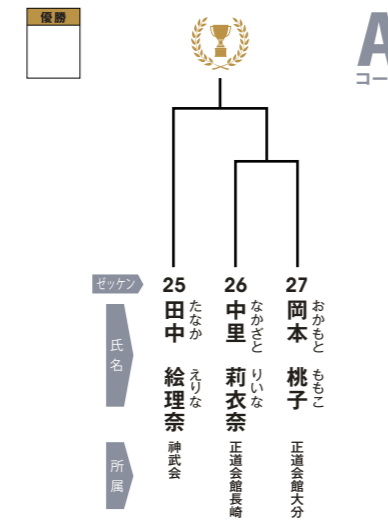 優勝
A
コー
ゼッケン
25
26
27
氏名
田中 絵理奈
たなか えりな
中里 莉衣奈
なかざと りいな
岡本 桃子
おかもと ももこ
所属
神武会
正道会館長崎
正道会館大分